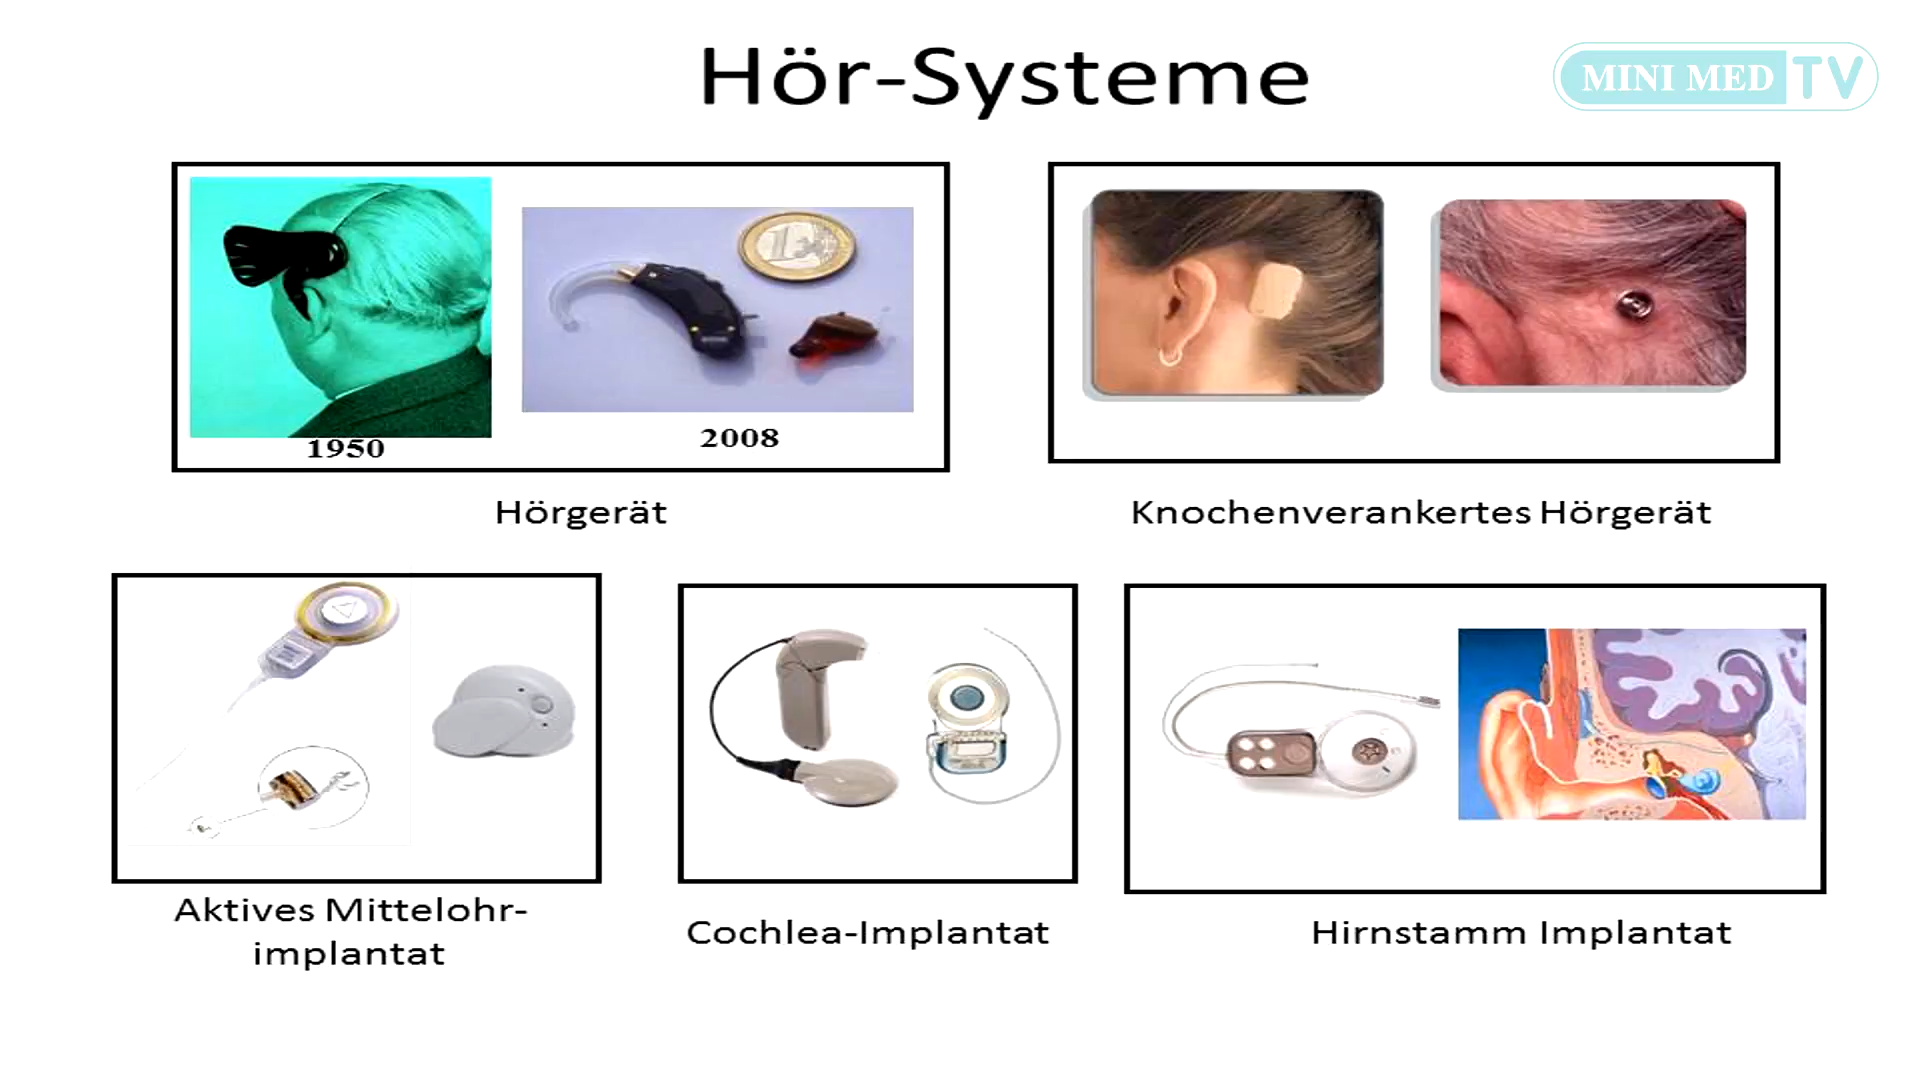 Hör-Systeme
MINI MED TV
1950
2008
Hörgerät
Knochenverankertes Hörgerät
Aktives Mittelohr-
implantat
Cochlea-Implantat
Hirnstamm Implantat